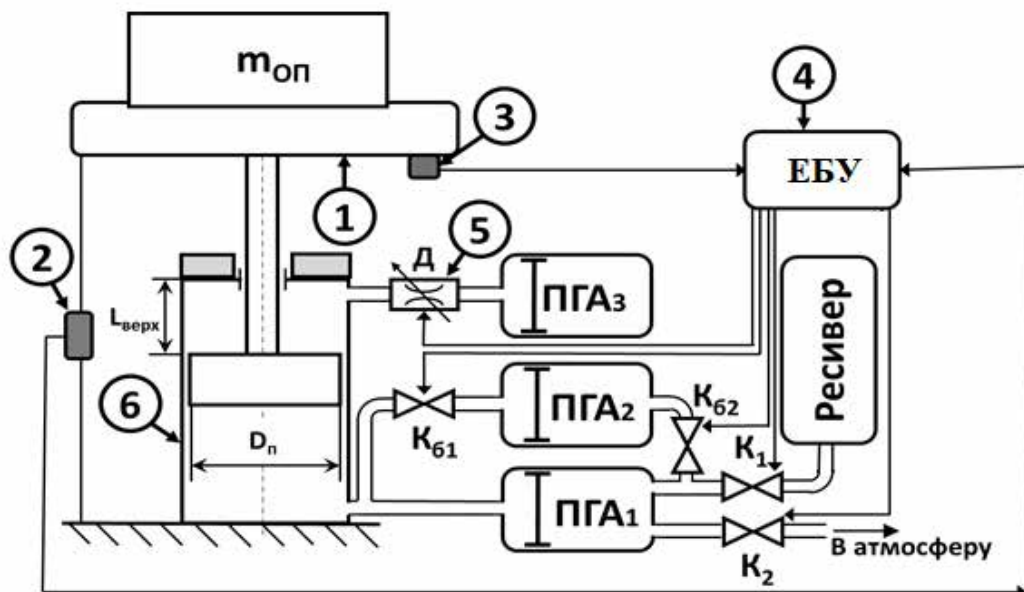 mОП
4
3
ЕБУ
1
5
2
Д
Lверх
ПГА3
Ресивер
6
ПГА2
Кб2
Кб1
Dп
К1
ПГА1
В атмосферу
К2